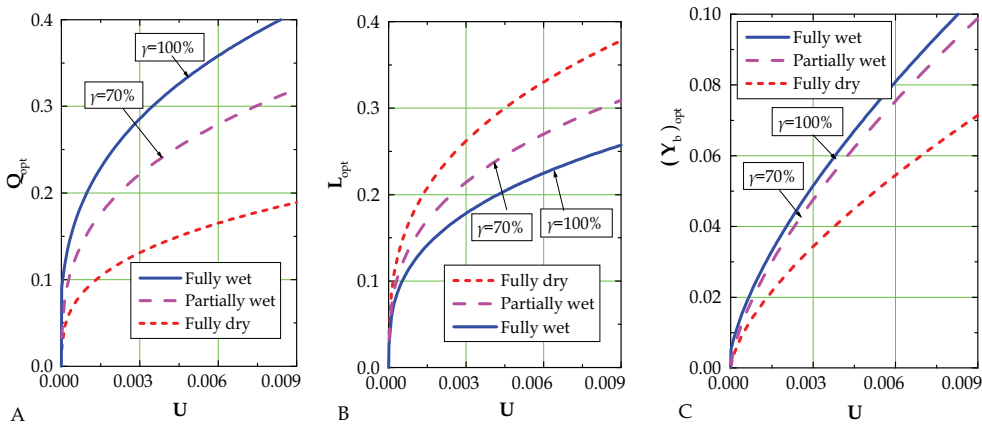 0.4
0.3
0.2
0.1
0.0
Q_opt
γ=100%
γ=70%
Fully wet
Partially wet
Fully dry
0.000
0.003
0.006
0.009
U
A
0.4
0.3
0.2
0.1
0.0
L_opt
γ=70%
γ=100%
Fully dry
Partially wet
Fully wet
0.000
0.003
0.006
0.009
U
B
0.10
0.08
0.06
0.04
0.02
0.00
(Y_b)_opt
Fully wet
Partially wet
Fully dry
γ=100%
γ=70%
0.000
0.003
0.006
0.009
U
C